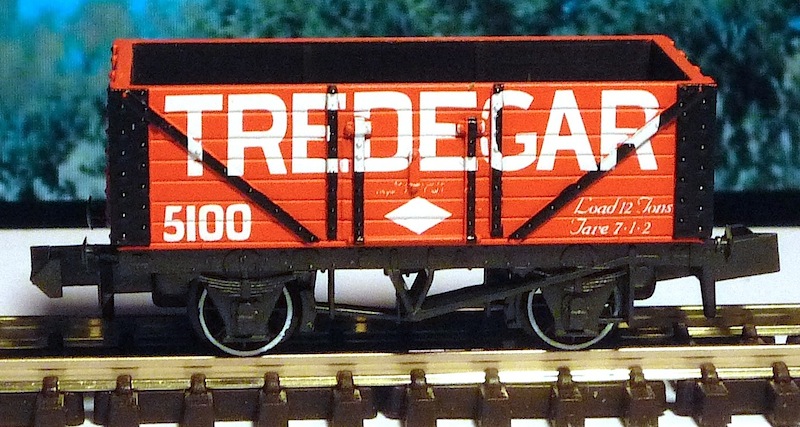 TREDEGAR
5100
Load 12 Tons
Tare 7·1·2